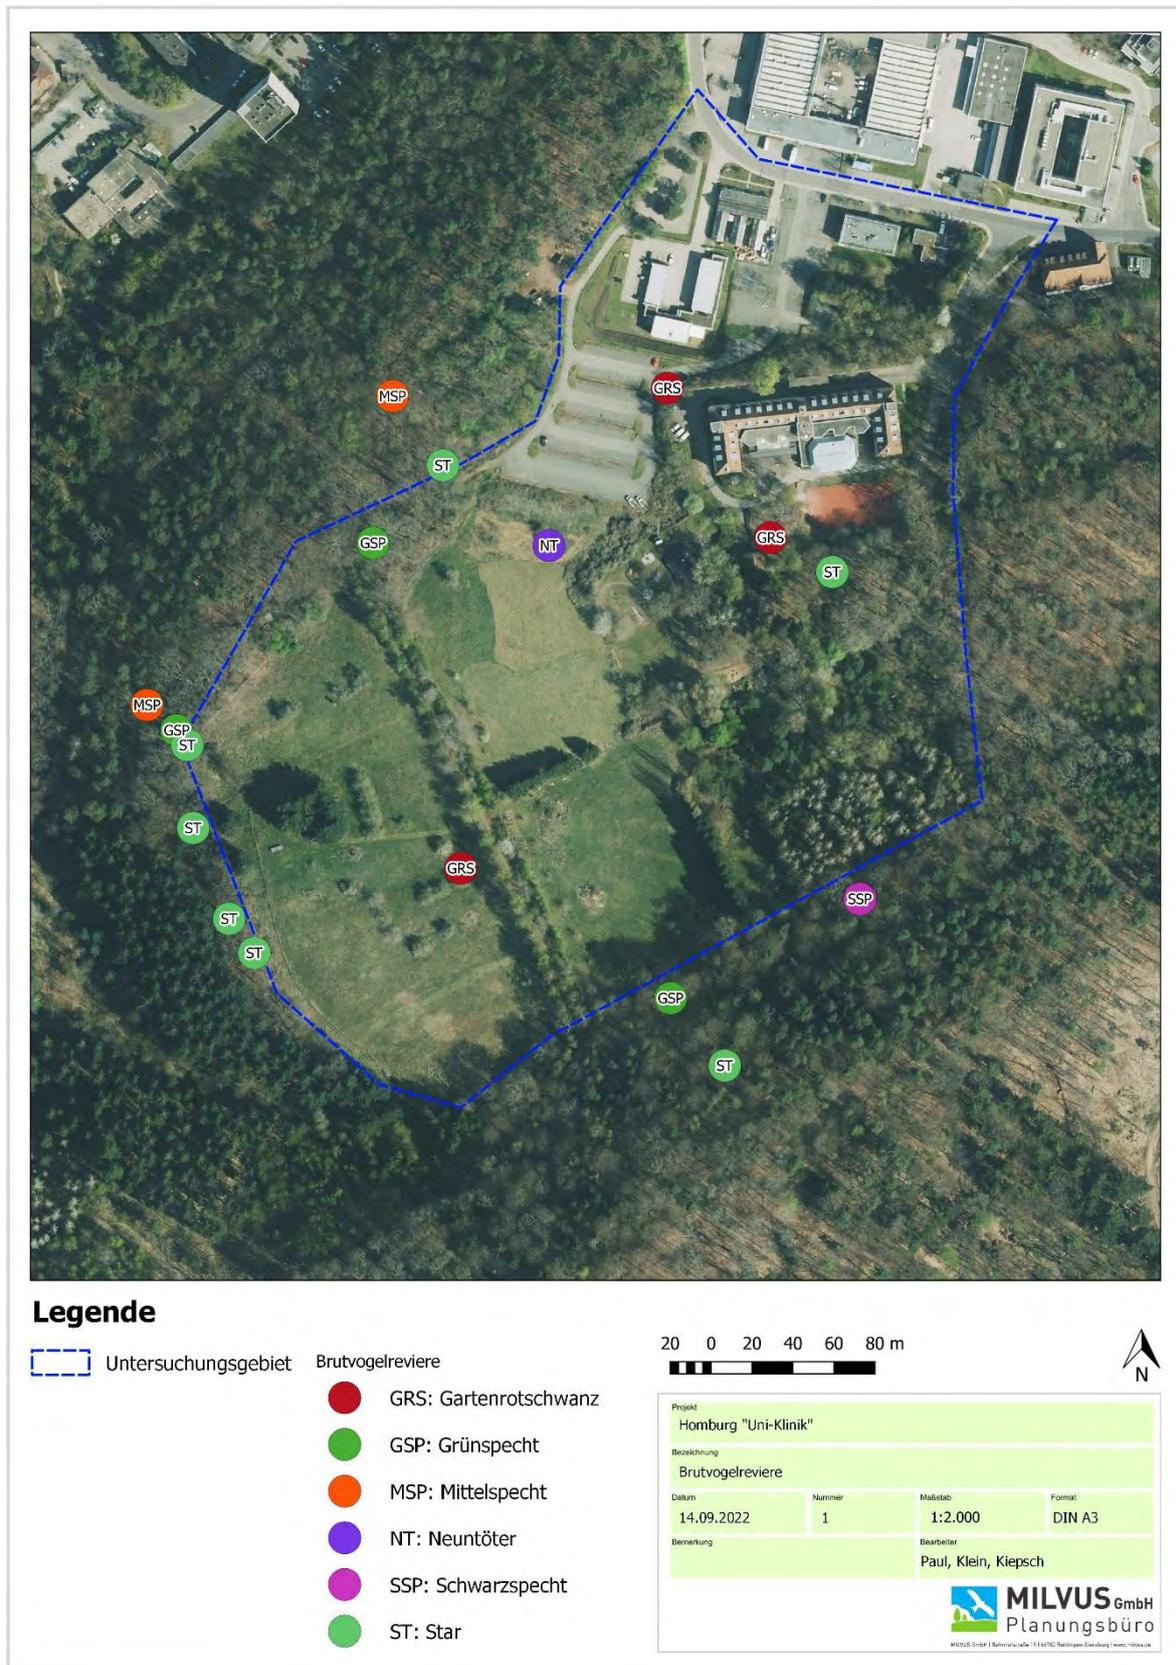 MSP
GRS
ST
GSP
NT
GRS
ST
MSP
GSP
ST
ST
GRS
ST
SSP
ST
GSP
ST
Legende
Untersuchungsgebiet
Brutvogelreviere
GRS: Gartenrotschwanz
GSP: Grünspecht
MSP: Mittelspecht
NT: Neuntöter
SSP: Schwarzspecht
ST: Star
20 0 20 40 60 80 m
N
Projekt
Homburg "Uni-Klinik"
Bezeichnung
Brutvogelreviere
Datum Nummer Maßstab Format
14.09.2022 1 1:2.000 DIN A3
Bemerkung Bearbeiter
Paul, Klein, Kiepsch
MILVUS GmbH
Planungsbüro
MILVUS GmbH